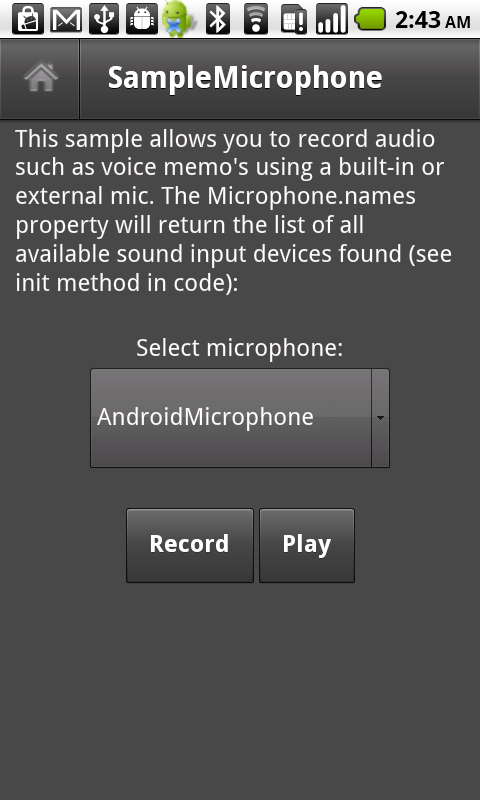 2:43 AM
SampleMicrophone
This sample allows you to record audio
such as voice memo's using a built-in or
external mic. The Microphone.names
property will return the list of all
available sound input devices found (see
init method in code):
Select microphone:
AndroidMicrophone
Record Play